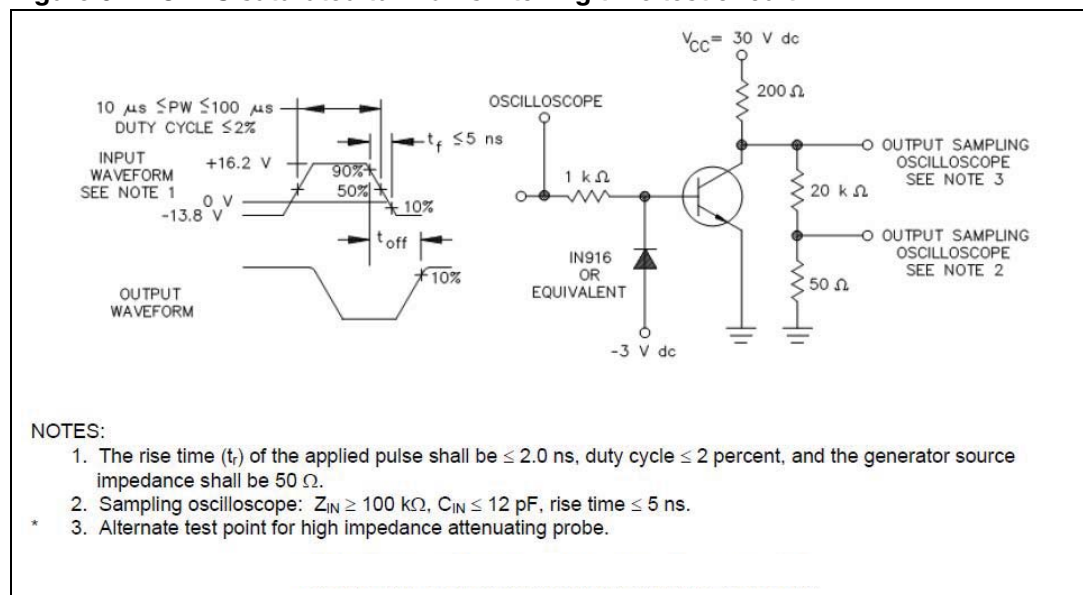 V_CC = 30 V dc
200 Ω
10 μs ≤PW ≤100 μs
DUTY CYCLE ≤2%
OSCILLOSCOPE
t_f ≤5 ns
INPUT
WAVEFORM
SEE NOTE 1
+16.2 V
0 V
-13.8 V
90%
50%
10%
t_off
10%
OUTPUT
WAVEFORM
1 kΩ
IN916
OR
EQUIVALENT
-3 V dc
OUTPUT SAMPLING
OSCILLOSCOPE
SEE NOTE 3
20 kΩ
OUTPUT SAMPLING
OSCILLOSCOPE
SEE NOTE 2
50 Ω
NOTES:
1. The rise time (t_r) of the applied pulse shall be ≤ 2.0 ns, duty cycle ≤ 2 percent, and the generator source
impedance shall be 50 Ω.
2. Sampling oscilloscope: Z_IN ≥ 100 kΩ, C_IN ≤ 12 pF, rise time ≤ 5 ns.
* 3. Alternate test point for high impedance attenuating probe.